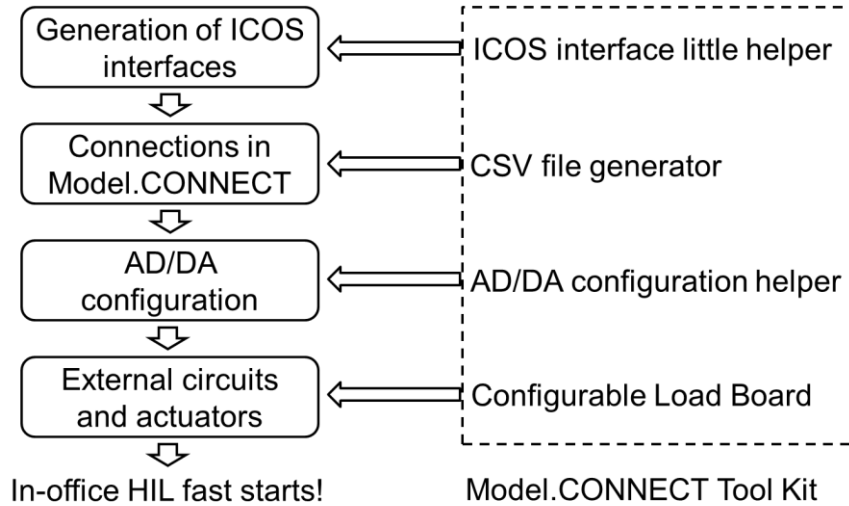 Generation of ICOS
interfaces
ICOS interface little helper
Connections in
Model.CONNECT
CSV file generator
AD/DA
configuration
AD/DA configuration helper
External circuits
and actuators
Configurable Load Board
In-office HIL fast starts!
Model.CONNECT Tool Kit